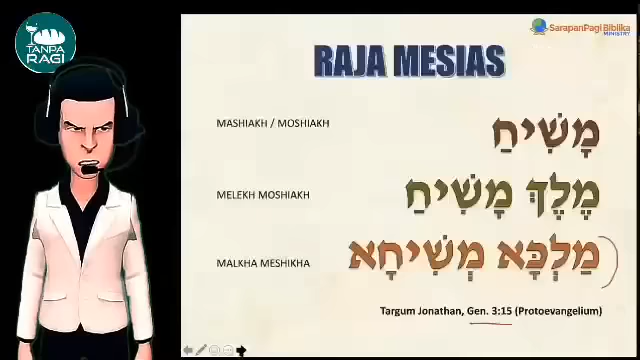 TANPA
RAGI
SarapanPagi Biblika
MINISTRY
RAJA MESIAS
MASHIAKH / MOSHIAKH
מָשִׁיחַ
MELEKH MOSHIAKH
מֶלֶךְ מָשִׁיחַ
MALKHA MESHIKHA
מַלְכָּא מְשִׁיחָא
Targum Jonathan, Gen. 3:15 (Protoevangelium)